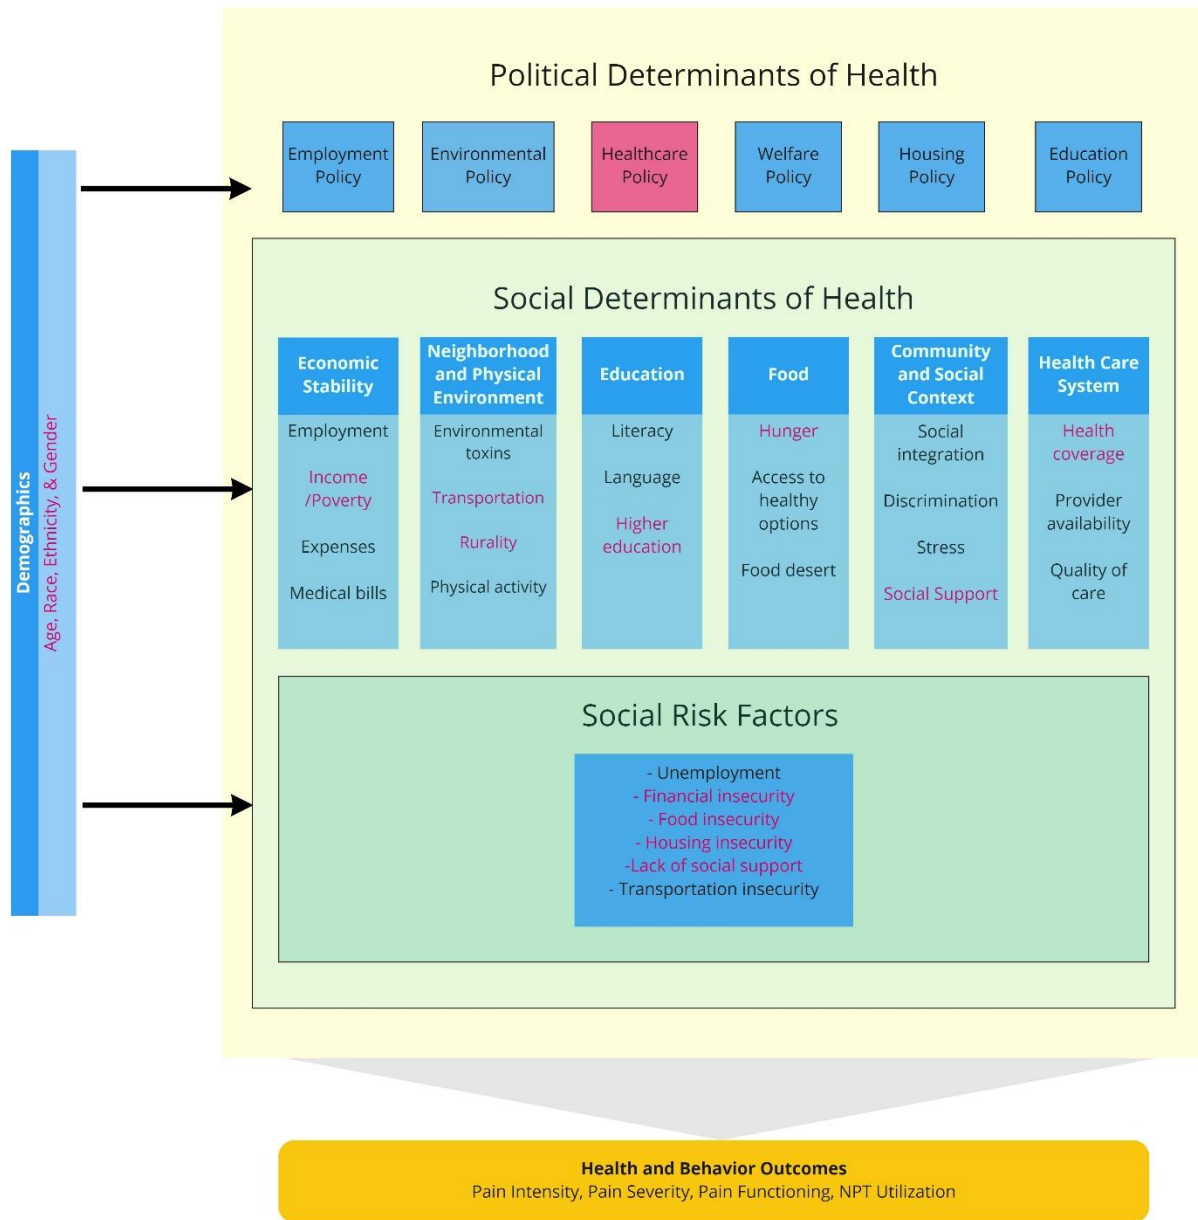 Political Determinants of Health
Employment
Policy
Environmental
Policy
Healthcare
Policy
Welfare
Policy
Housing
Policy
Education
Policy
Demographics
Age, Race, Ethnicity, & Gender
Social Determinants of Health
Economic
Stability
Employment
Income
/Poverty
Expenses
Medical bills
Neighborhood
and Physical
Environment
Environmental
toxins
Transportation
Rurality
Physical activity
Education
Literacy
Language
Higher
education
Food
Hunger
Access to
healthy
options
Food desert
Community
and Social
Context
Social
integration
Discrimination
Stress
Social Support
Health Care
System
Health
coverage
Provider
availability
Quality of
care
Social Risk Factors
- Unemployment
- Financial insecurity
- Food insecurity
- Housing insecurity
-Lack of social support
- Transportation insecurity
Health and Behavior Outcomes
Pain Intensity, Pain Severity, Pain Functioning, NPT Utilization